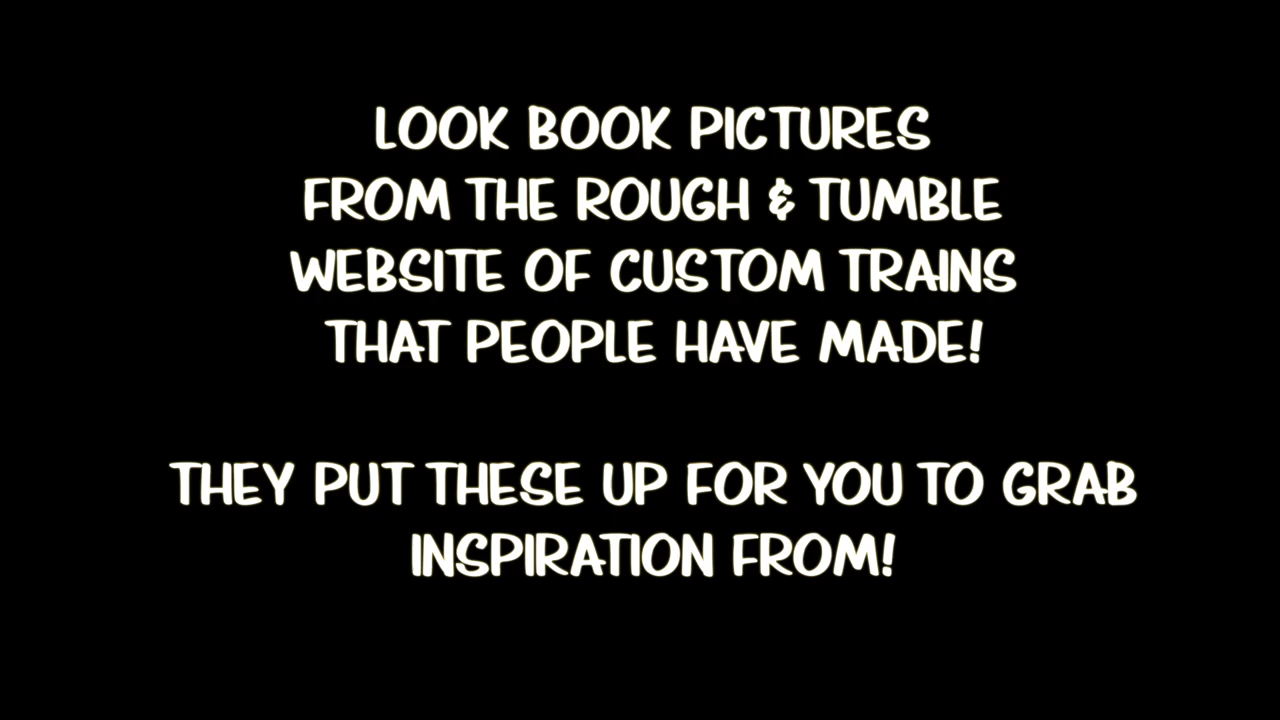 LOOK BOOK PICTURES
FROM THE ROUGH & TUMBLE
WEBSITE OF CUSTOM TRAINS
THAT PEOPLE HAVE MADE!
THEY PUT THESE UP FOR YOU TO GRAB
INSPIRATION FROM!